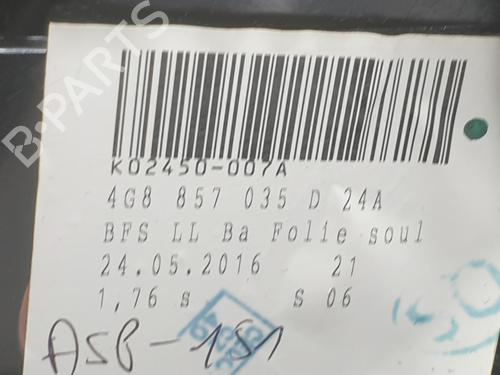 B-PARTS
K02450-007A
4G8 857 035 D 24A
BFS LL Ba Folie soul
24.05.2016 21
1,76 s S 06
ASB-151